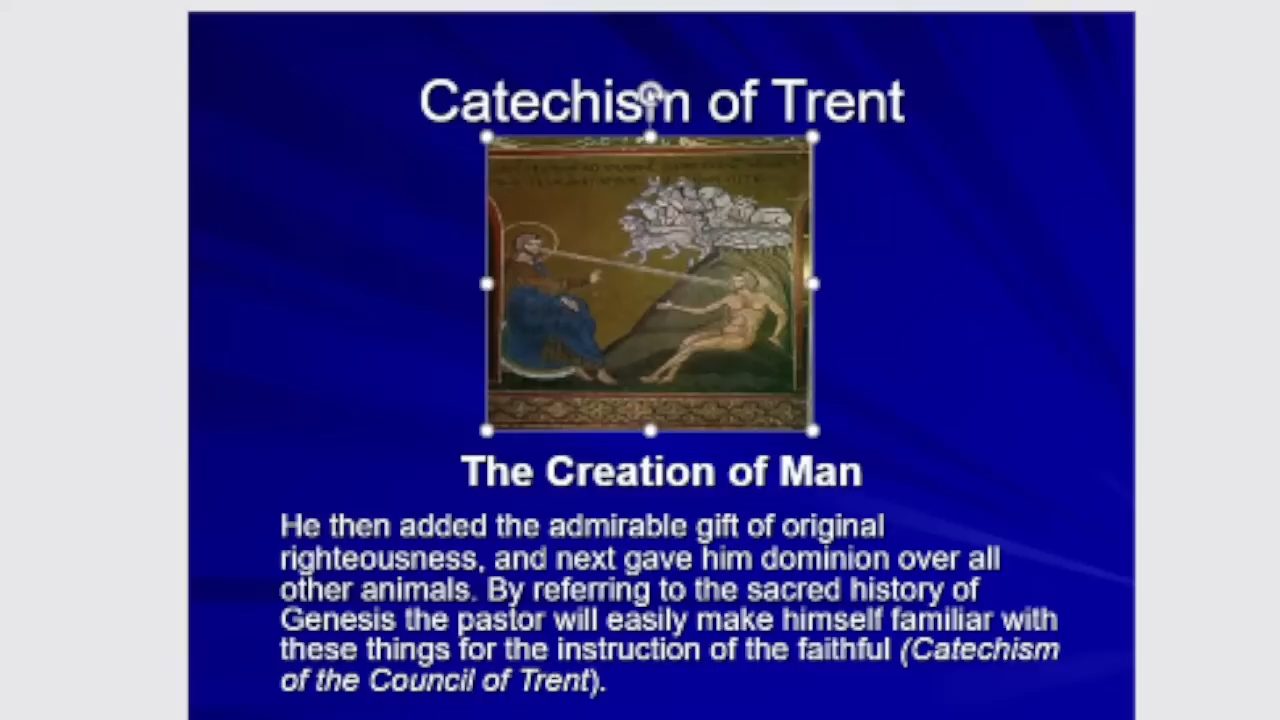 Catechism of Trent
The Creation of Man
He then added the admirable gift of original
righteousness, and next gave him dominion over all
other animals. By referring to the sacred history of
Genesis the pastor will easily make himself familiar with
these things for the instruction of the faithful (Catechism
of the Council of Trent).